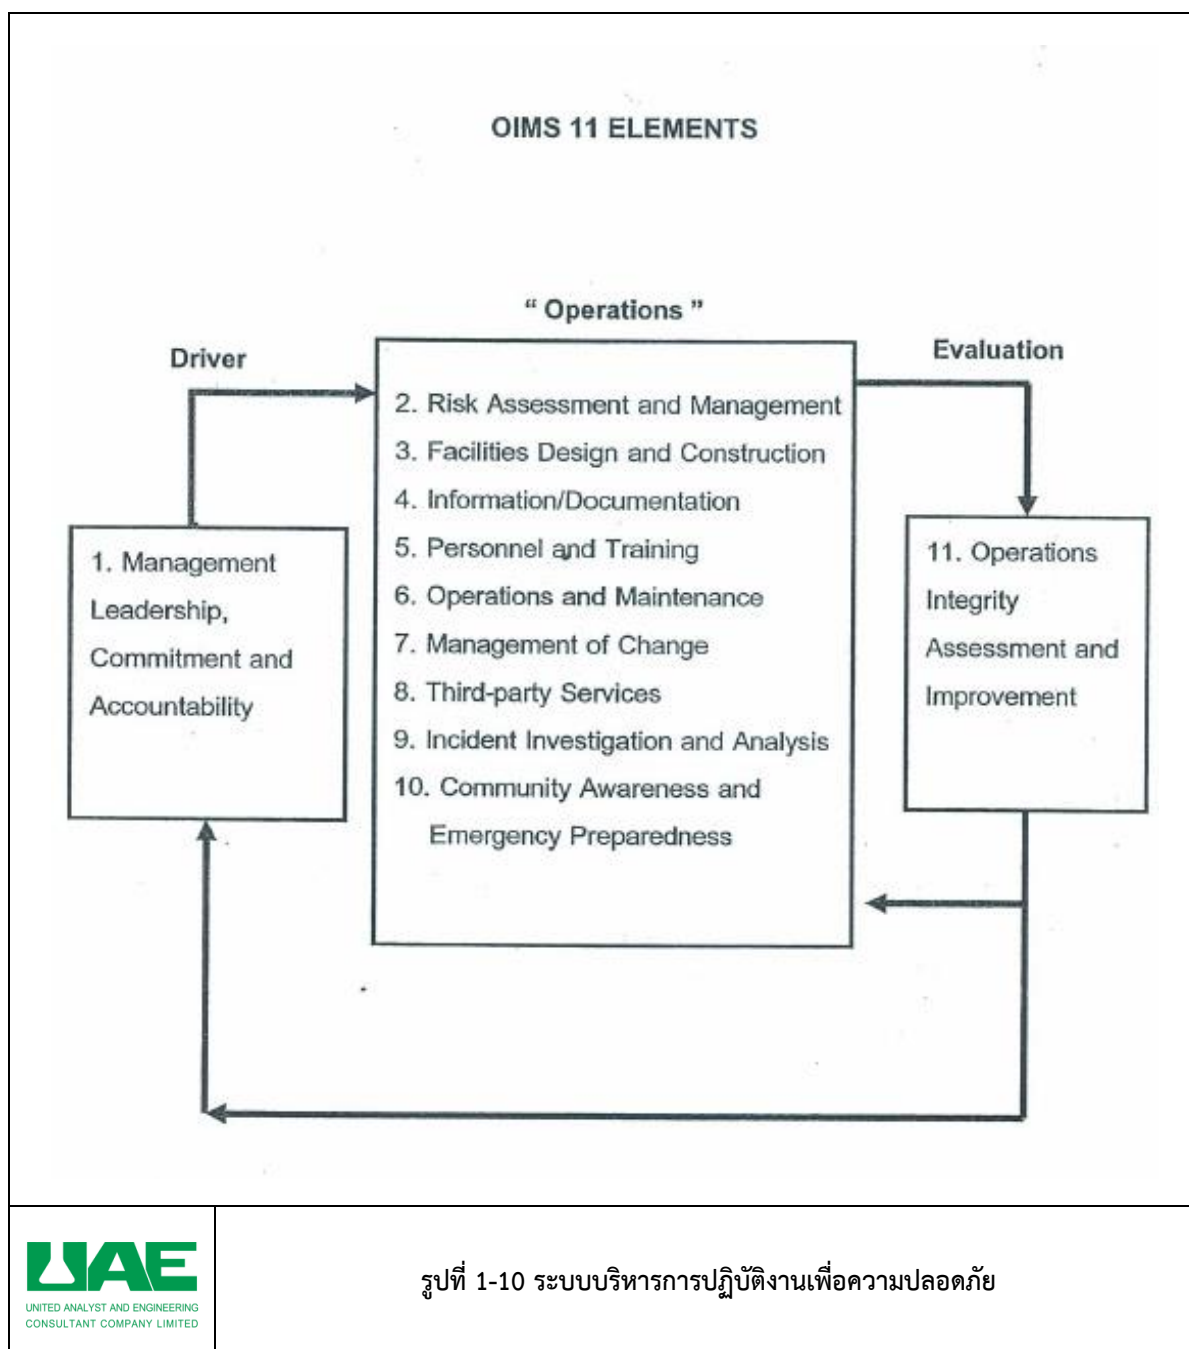 OIMS 11 ELEMENTS
“ Operations ”
Driver
Evaluation
1. Management
Leadership,
Commitment and
Accountability
2. Risk Assessment and Management
3. Facilities Design and Construction
4. Information/Documentation
5. Personnel and Training
6. Operations and Maintenance
7. Management of Change
8. Third-party Services
9. Incident Investigation and Analysis
10. Community Awareness and
Emergency Preparedness
11. Operations
Integrity
Assessment and
Improvement
UAE
UNITED ANALYST AND ENGINEERING
CONSULTANT COMPANY LIMITED
รูปที่ 1-10 ระบบบริหารการปฏิบัติงานเพื่อความปลอดภัย